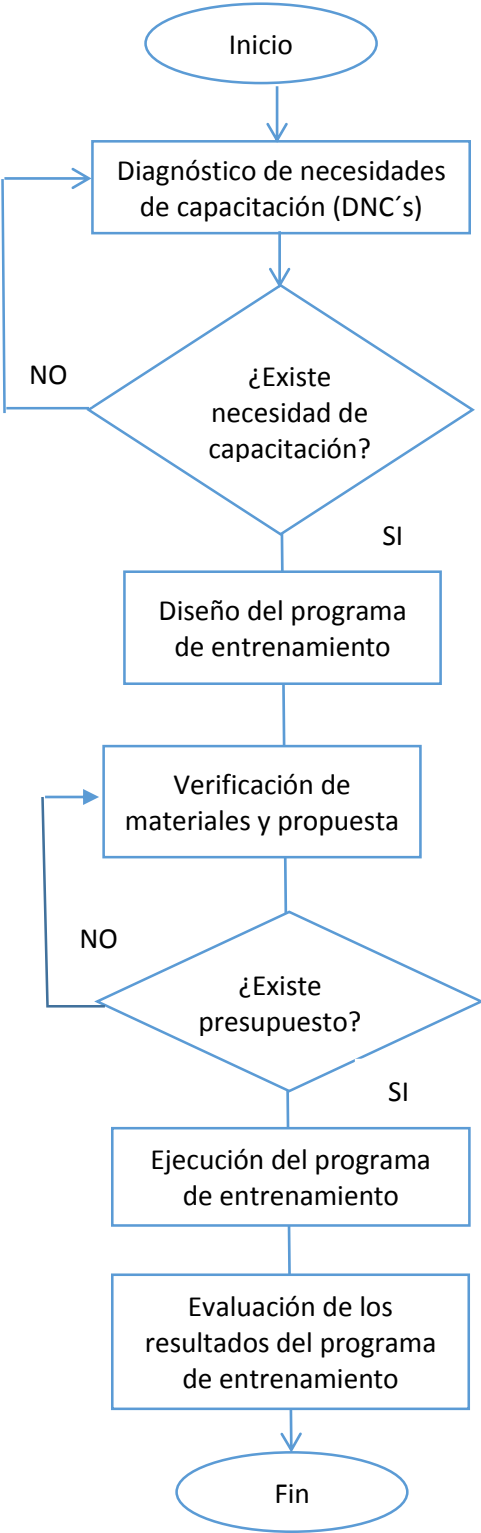 Inicio
Diagnóstico de necesidades
de capacitación (DNC´s)
NO
¿Existe
necesidad de
capacitación?
SI
Diseño del programa
de entrenamiento
Verificación de
materiales y propuesta
NO
¿Existe
presupuesto?
SI
Ejecución del programa
de entrenamiento
Evaluación de los
resultados del programa
de entrenamiento
Fin